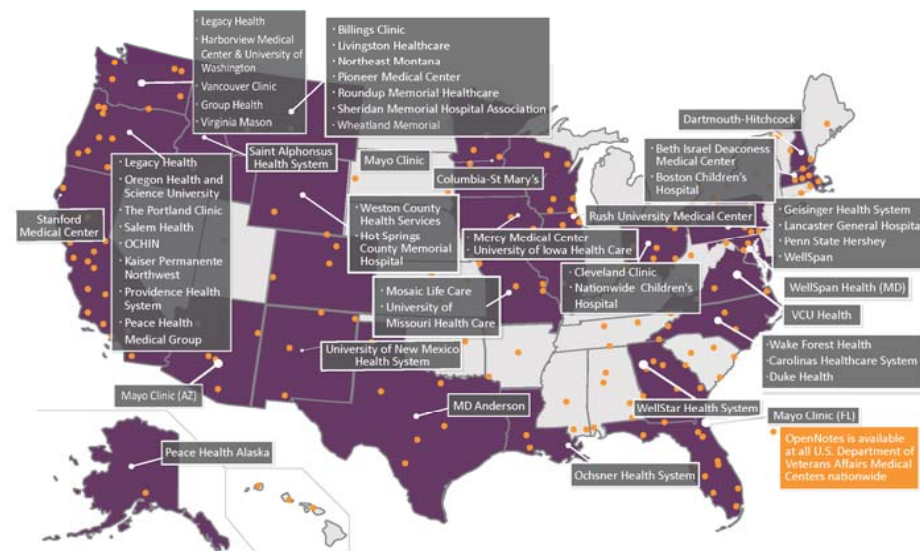 · Legacy Health
· Harborview Medical
Center & University of
Washington
· Vancouver Clinic
· Group Health
· Virginia Mason
· Billings Clinic
· Livingston Healthcare
· Northeast Montana
· Pioneer Medical Center
· Roundup Memorial Healthcare
· Sheridan Memorial Hospital Association
· Wheatland Memorial
Dartmouth-Hitchcock
· Beth Israel Deaconess
Medical Center
· Boston Children's
Hospital
Saint Alphonsus
Health System
Mayo Clinic
Columbia-St Mary's
· Legacy Health
· Oregon Health and
Science University
· The Portland Clinic
· Salem Health
· OCHIN
· Kaiser Permanente
Northwest
· Providence Health
System
· Peace Health
Medical Group
Stanford
Medical Center
· Weston County
Health Services
· Hot Springs
County Memorial
Hospital
Rush University Medical Center
· Mercy Medical Center
· University of Iowa Health Care
· Geisinger Health System
· Lancaster General Hospital
· Penn State Hershey
· WellSpan
· Cleveland Clinic
· Nationwide Children's
Hospital
WellSpan Health (MD)
· Mosaic Life Care
· University of
Missouri Health Care
VCU Health
· Wake Forest Health
· Carolinas Healthcare System
· Duke Health
University of New Mexico
Health System
Mayo Clinic (AZ)
MD Anderson
WellStar Health System
Mayo Clinic (FL)
OpenNotes is available
at all U.S. Department of
Veterans Affairs Medical
Centers nationwide
Peace Health Alaska
Ochsner Health System